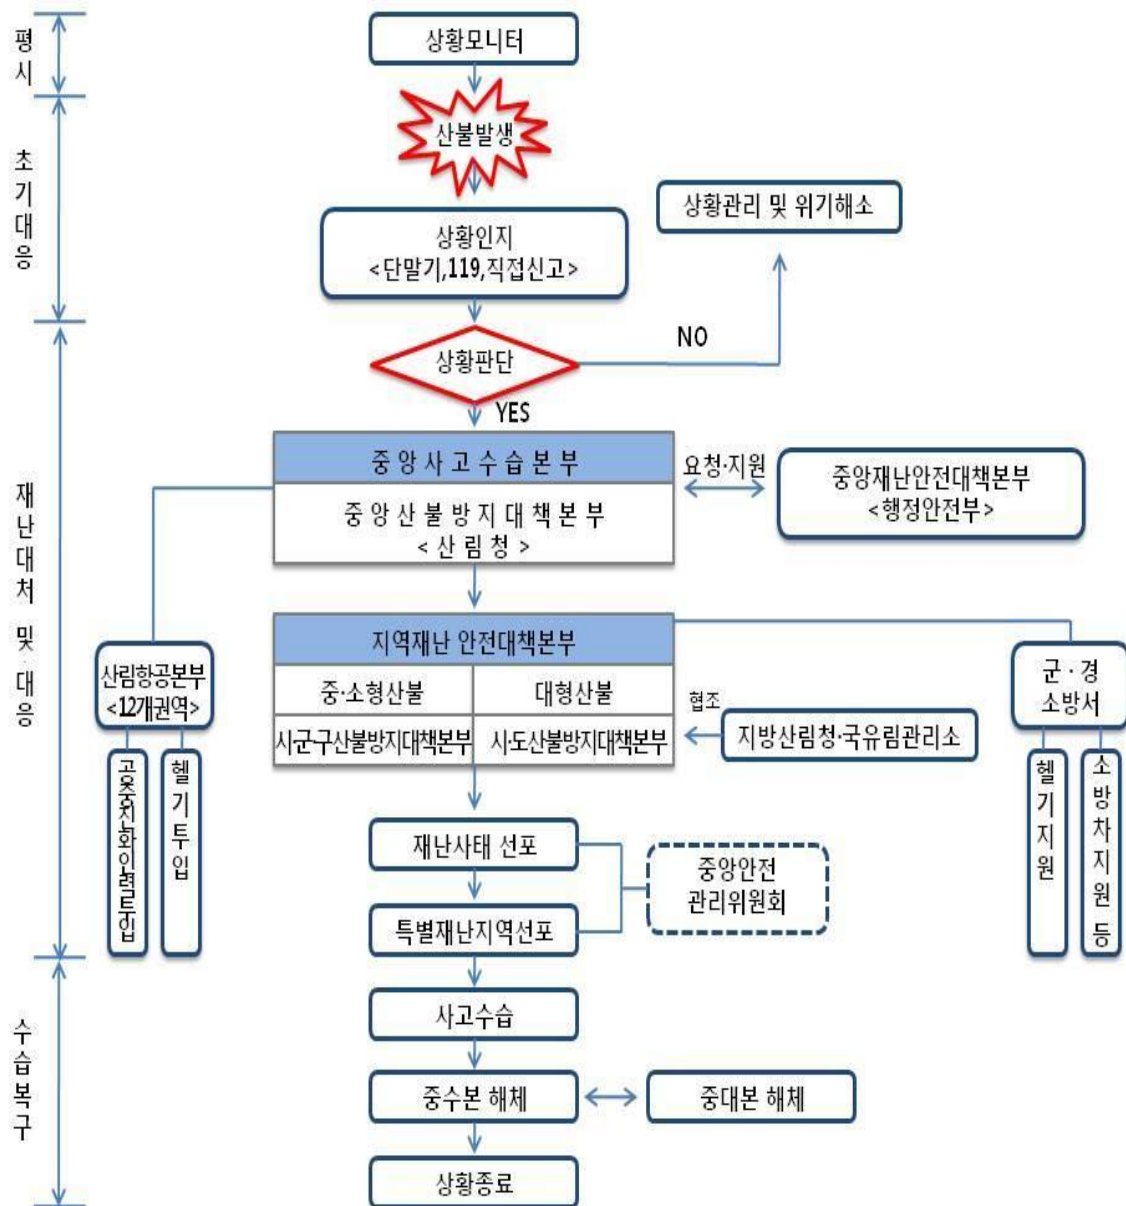 평시
상황모니터
산불발생
초기대응
상황관리 및 위기해소
상황인지
<단말기,119,직접신고>
NO
상황판단
YES
재난대처 및 대응
중앙사고수습본부
중앙산불방지대책본부
<산림청>
요청·지원
중앙재난안전대책본부
<행정안전부>
지역재난 안전대책본부
중·소형산불
대형산불
시·군·구산불방지대책본부
시·도산불방지대책본부
협조
지방산림청·국유림관리소
산림항공본부
<12개권역>
공중진화인력투입
헬기투입
군·경
소방서
헬기지원
소방차지원 등
재난사태 선포
중앙안전
관리위원회
특별재난지역선포
수습복구
사고수습
중수본 해체
중대본 해체
상황종료